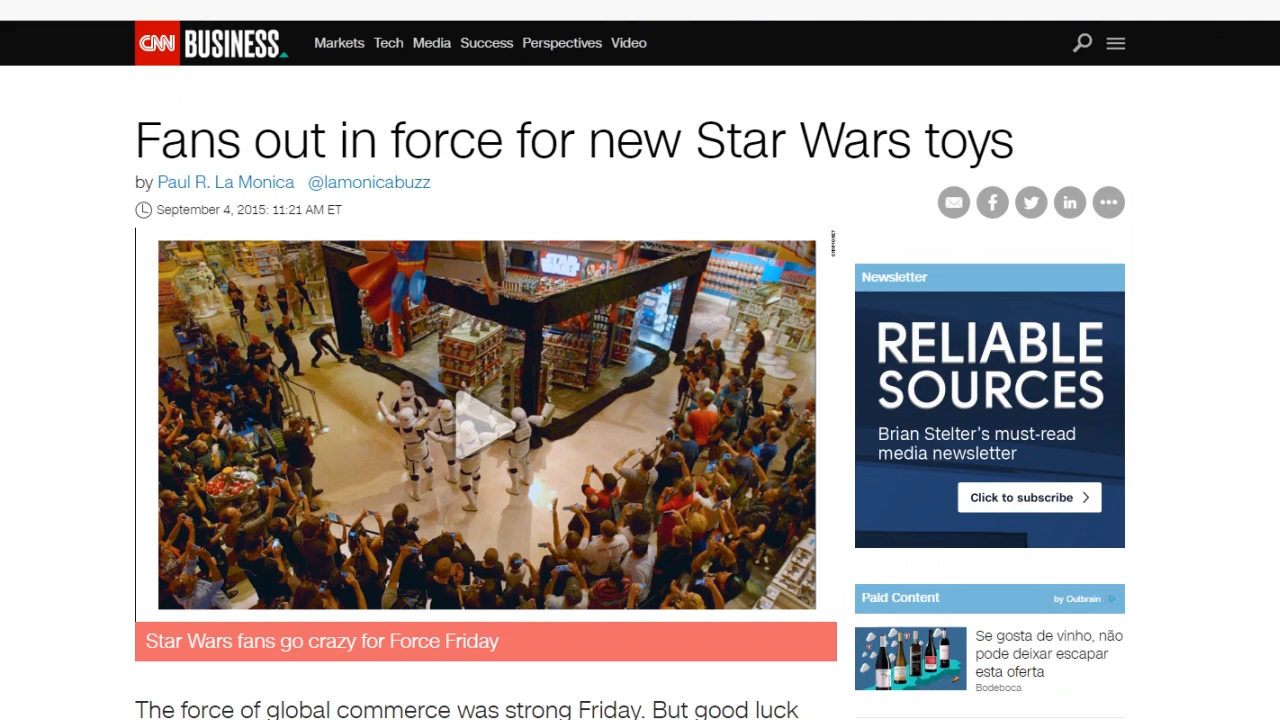 CNN BUSINESS
Markets Tech Media Success Perspectives Video
Fans out in force for new Star Wars toys
by Paul R. La Monica @lamonicabuzz
September 4, 2015: 11:21 AM ET
STAR WARS
Star Wars fans go crazy for Force Friday
The force of global commerce was strong Friday. But good luck
Newsletter
RELIABLE
SOURCES
Brian Stelter's must-read
media newsletter
Click to subscribe
Paid Content
by Outbrain
Se gosta de vinho, não
pode deixar escapar
esta oferta
Bodeboca